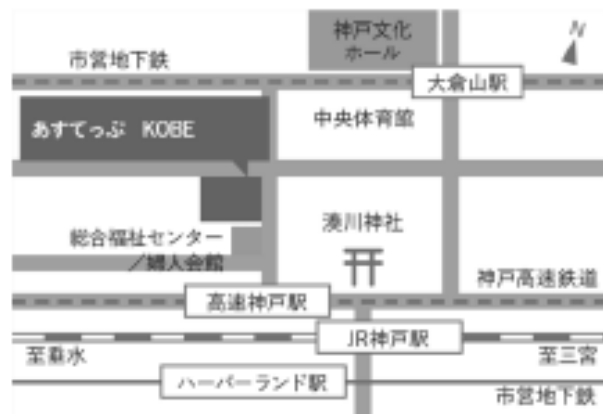 神戸文化
ホール
N
市営地下鉄
大倉山駅
あすてっぷ KOBE
中央体育館
湊川神社
総合福祉センター
／婦人会館
神戸高速鉄道
高速神戸駅
JR神戸駅
至垂水
至三宮
ハーバーランド駅
市営地下鉄